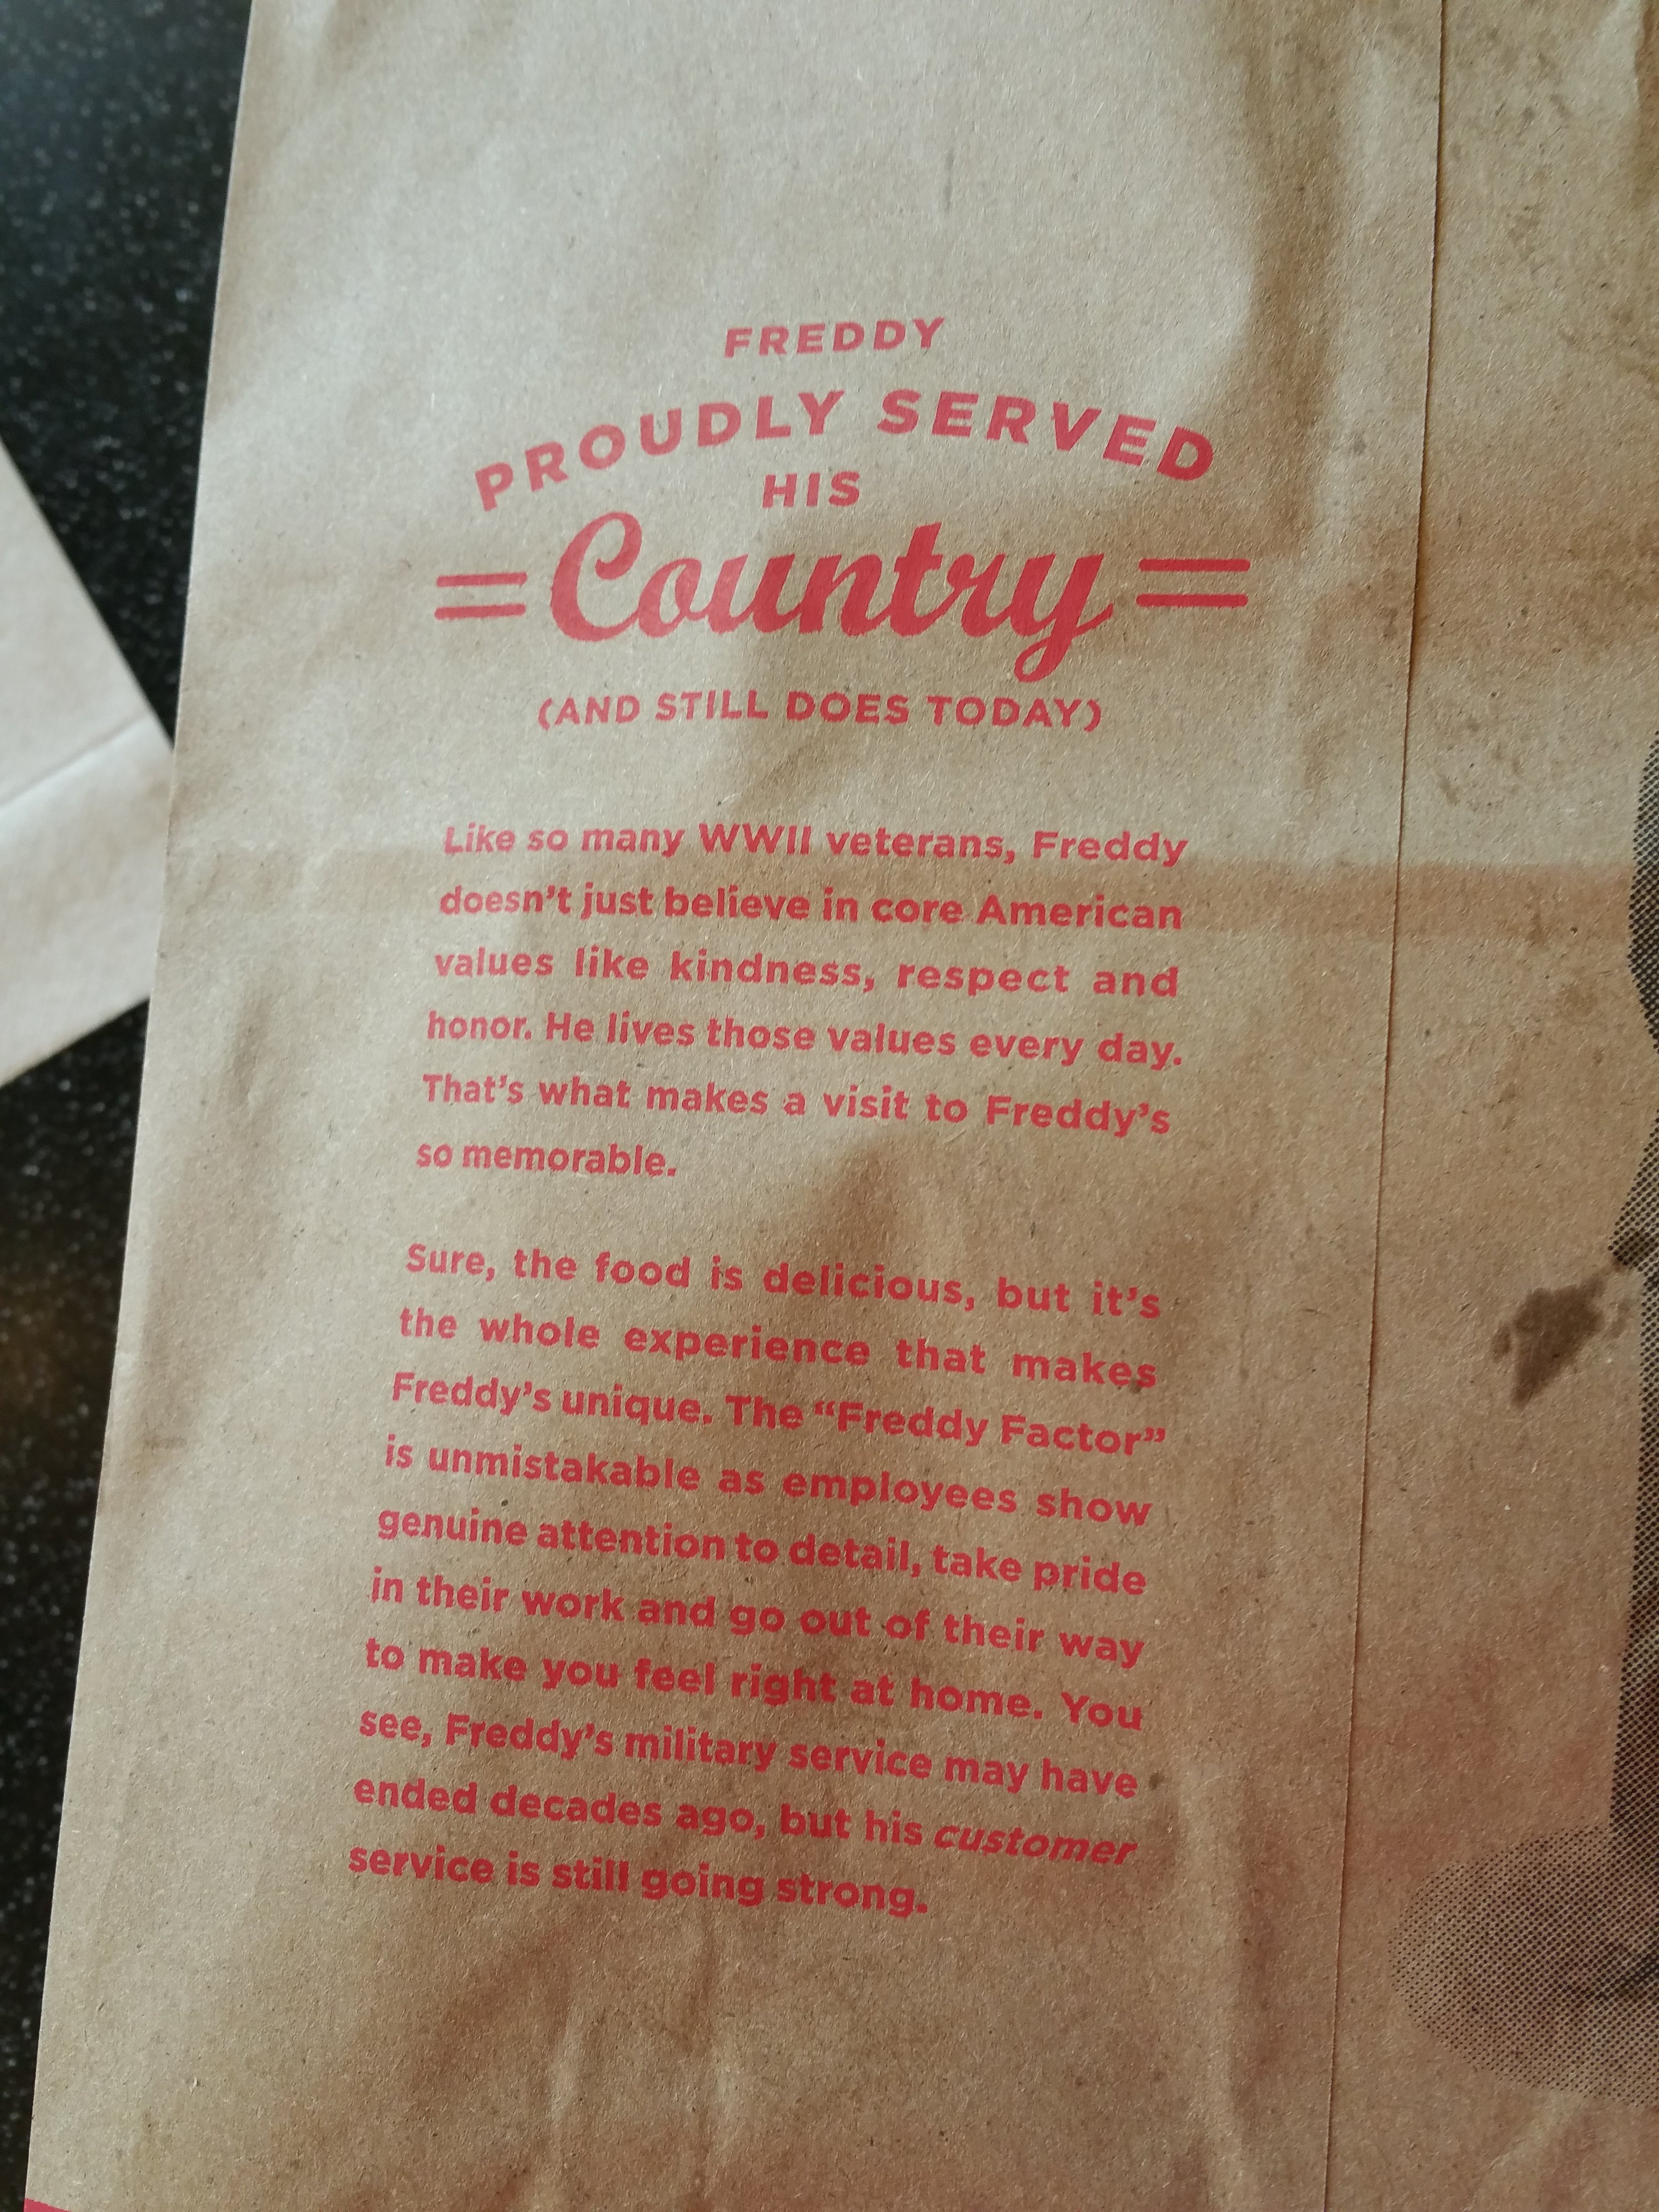 FREDDY
PROUDLY SERVED
HIS
Country
(AND STILL DOES TODAY)
Like so many WWII veterans, Freddy
doesn't just believe in core American
values like kindness, respect and
honor. He lives those values every day.
That's what makes a visit to Freddy's
so memorable.
Sure, the food is delicious, but it's
the whole experience that makes
Freddy's unique. The “Freddy Factor”
is unmistakable as employees show
genuine attention to detail, take pride
in their work and go out of their way
to make you feel right at home. You
see, Freddy's military service may have
ended decades ago, but his customer
service is still going strong.